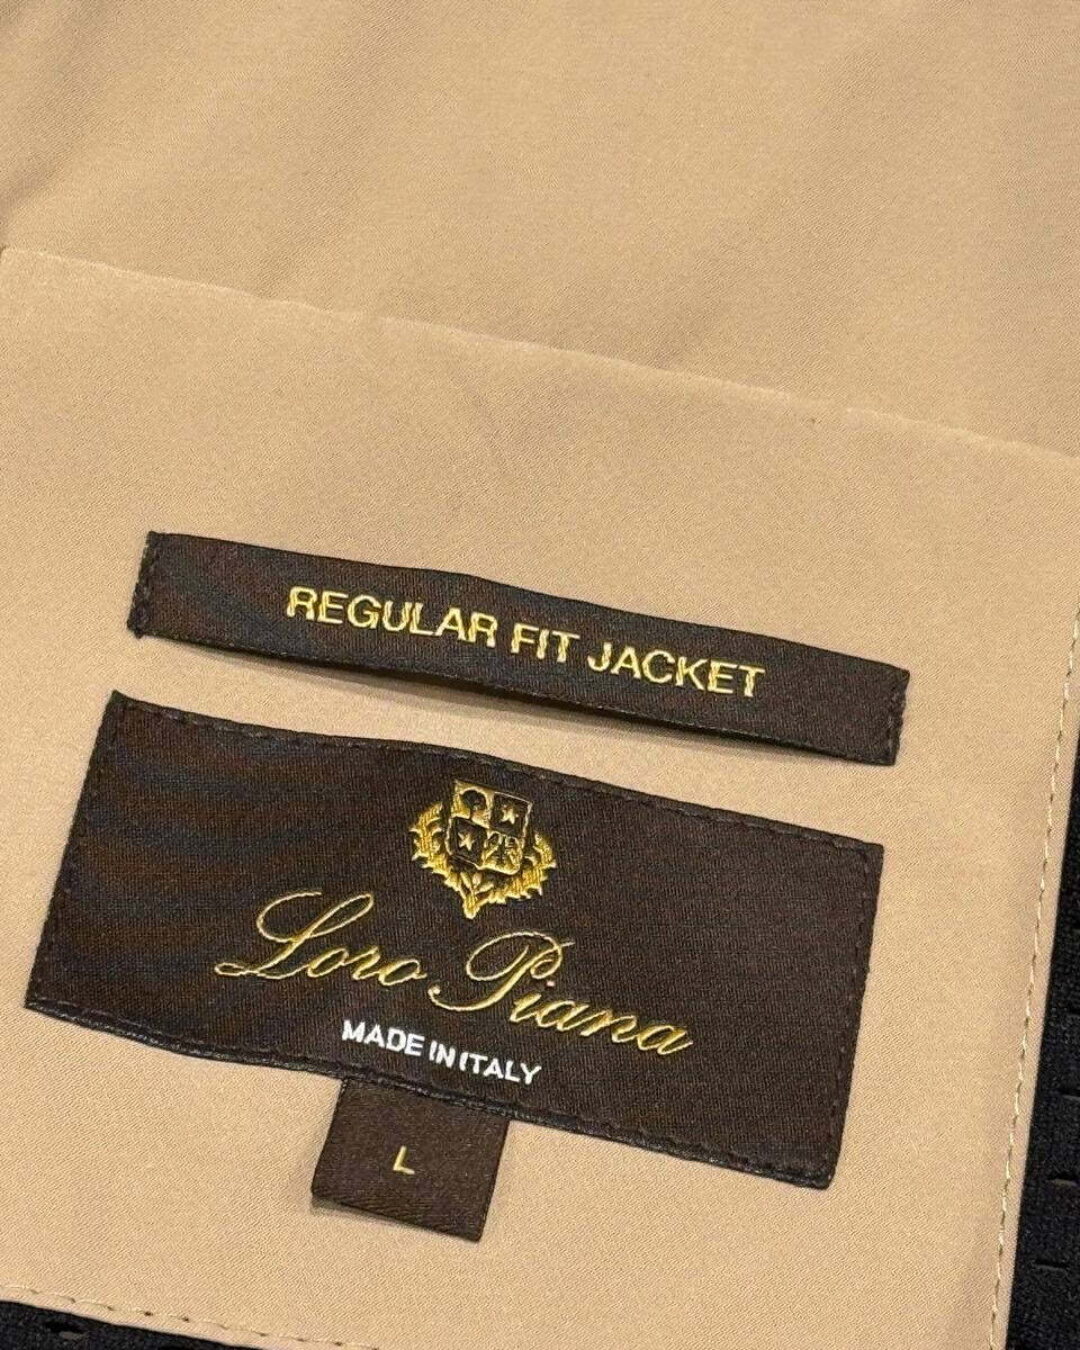 REGULAR FIT JACKET
Loro Piana
MADE IN ITALY
L